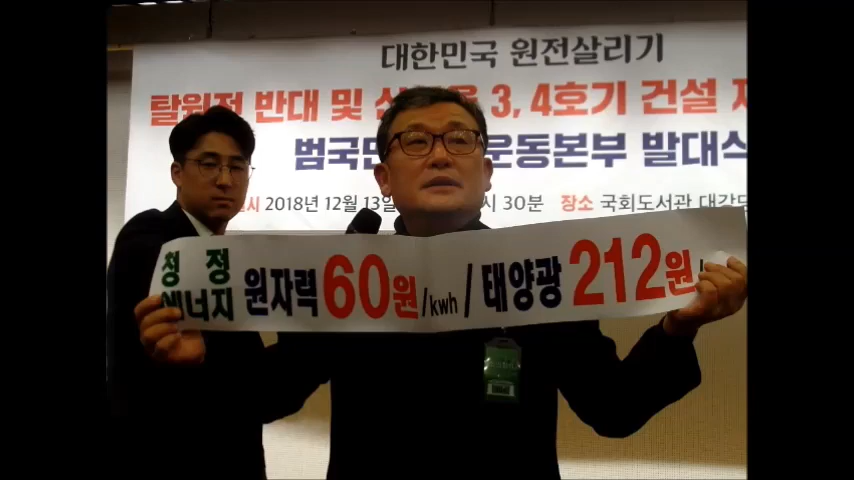 대한민국 원전살리기
탈원전 반대 및 3, 4호기 건설
범국민 운동본부 발대식
일시 2018년 12월 13일 30분 장소 국회도서관 대강당
청정
에너지 원자력 60원/kwh / 태양광 212원/